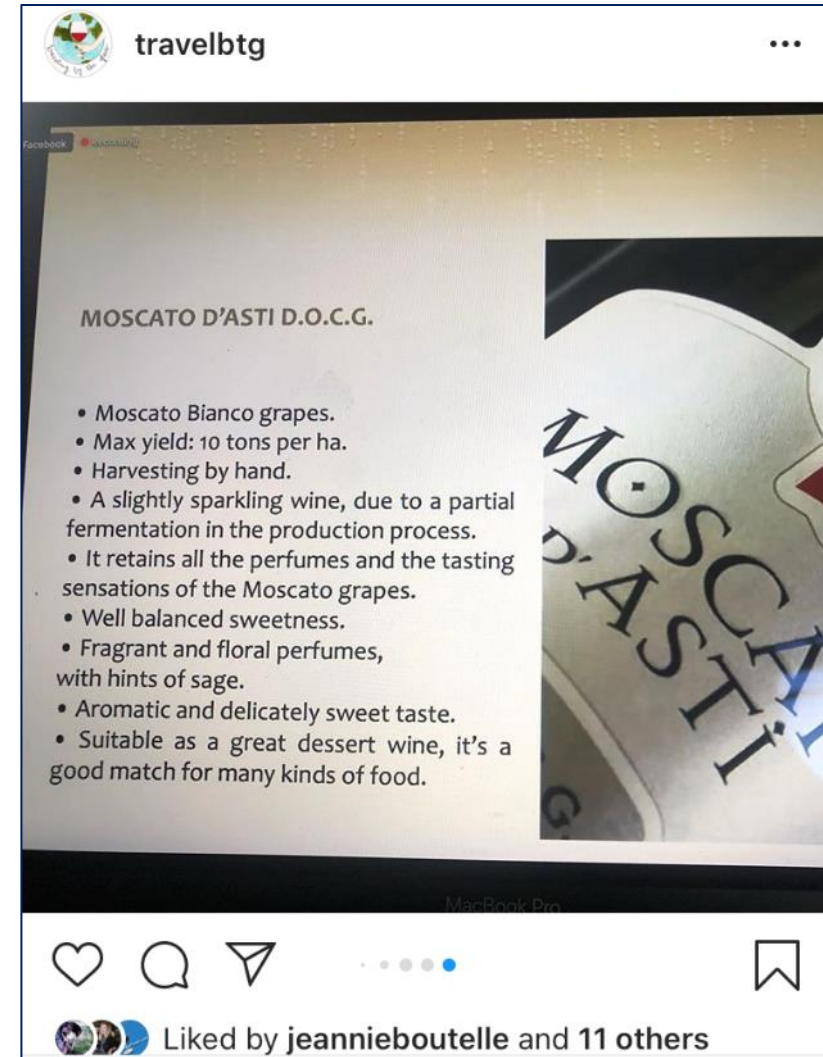 travelbtg
Facebook Recording
MOSCATO D'ASTI D.O.C.G.
• Moscato Bianco grapes.
• Max yield: 10 tons per ha.
• Harvesting by hand.
• A slightly sparkling wine, due to a partial
fermentation in the production process.
• It retains all the perfumes and the tasting
sensations of the Moscato grapes.
• Well balanced sweetness.
• Fragrant and floral perfumes,
with hints of sage.
• Aromatic and delicately sweet taste.
• Suitable as a great dessert wine, it's a
good match for many kinds of food.
MOSCA
D'ASTI
G.
MacBook Pro
Liked by jeannieboutelle and 11 others